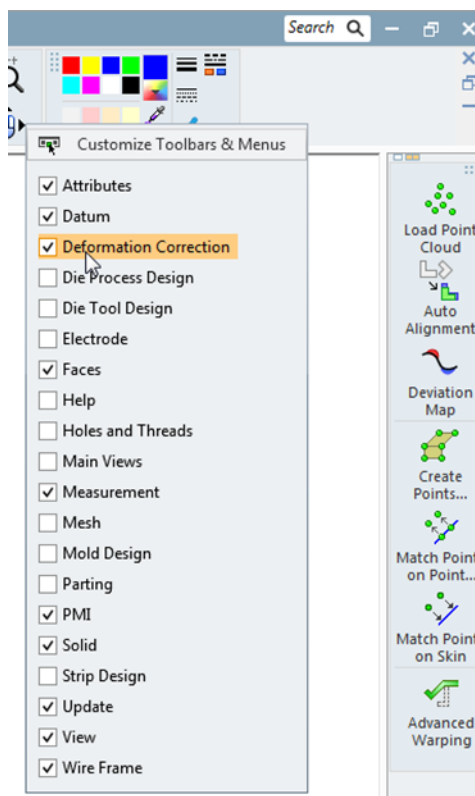 Search
Customize Toolbars & Menus
Attributes
Datum
Deformation Correction
Die Process Design
Die Tool Design
Electrode
Faces
Help
Holes and Threads
Main Views
Measurement
Mesh
Mold Design
Parting
PMI
Solid
Strip Design
Update
View
Wire Frame
Load Point
Cloud
Auto
Alignment
Deviation
Map
Create
Points...
Match Point
on Point...
Match Point
on Skin
Advanced
Warping